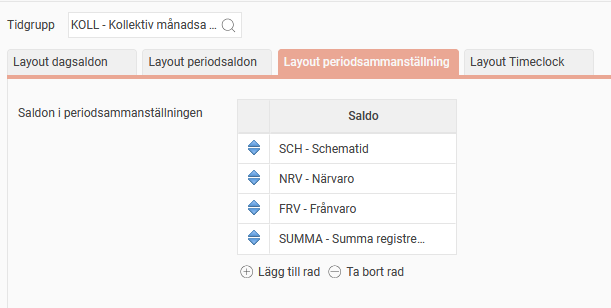 Tidgrupp KOLL - Kollektiv månadsa ...
Layout dagsaldon Layout periodsaldon Layout periodsammanställning Layout Timeclock
Saldon i periodsammanställningen Saldo
SCH - Schematid
NRV - Närvaro
FRV - Frånvaro
SUMMA - Summa registre...
Lägg till rad Ta bort rad